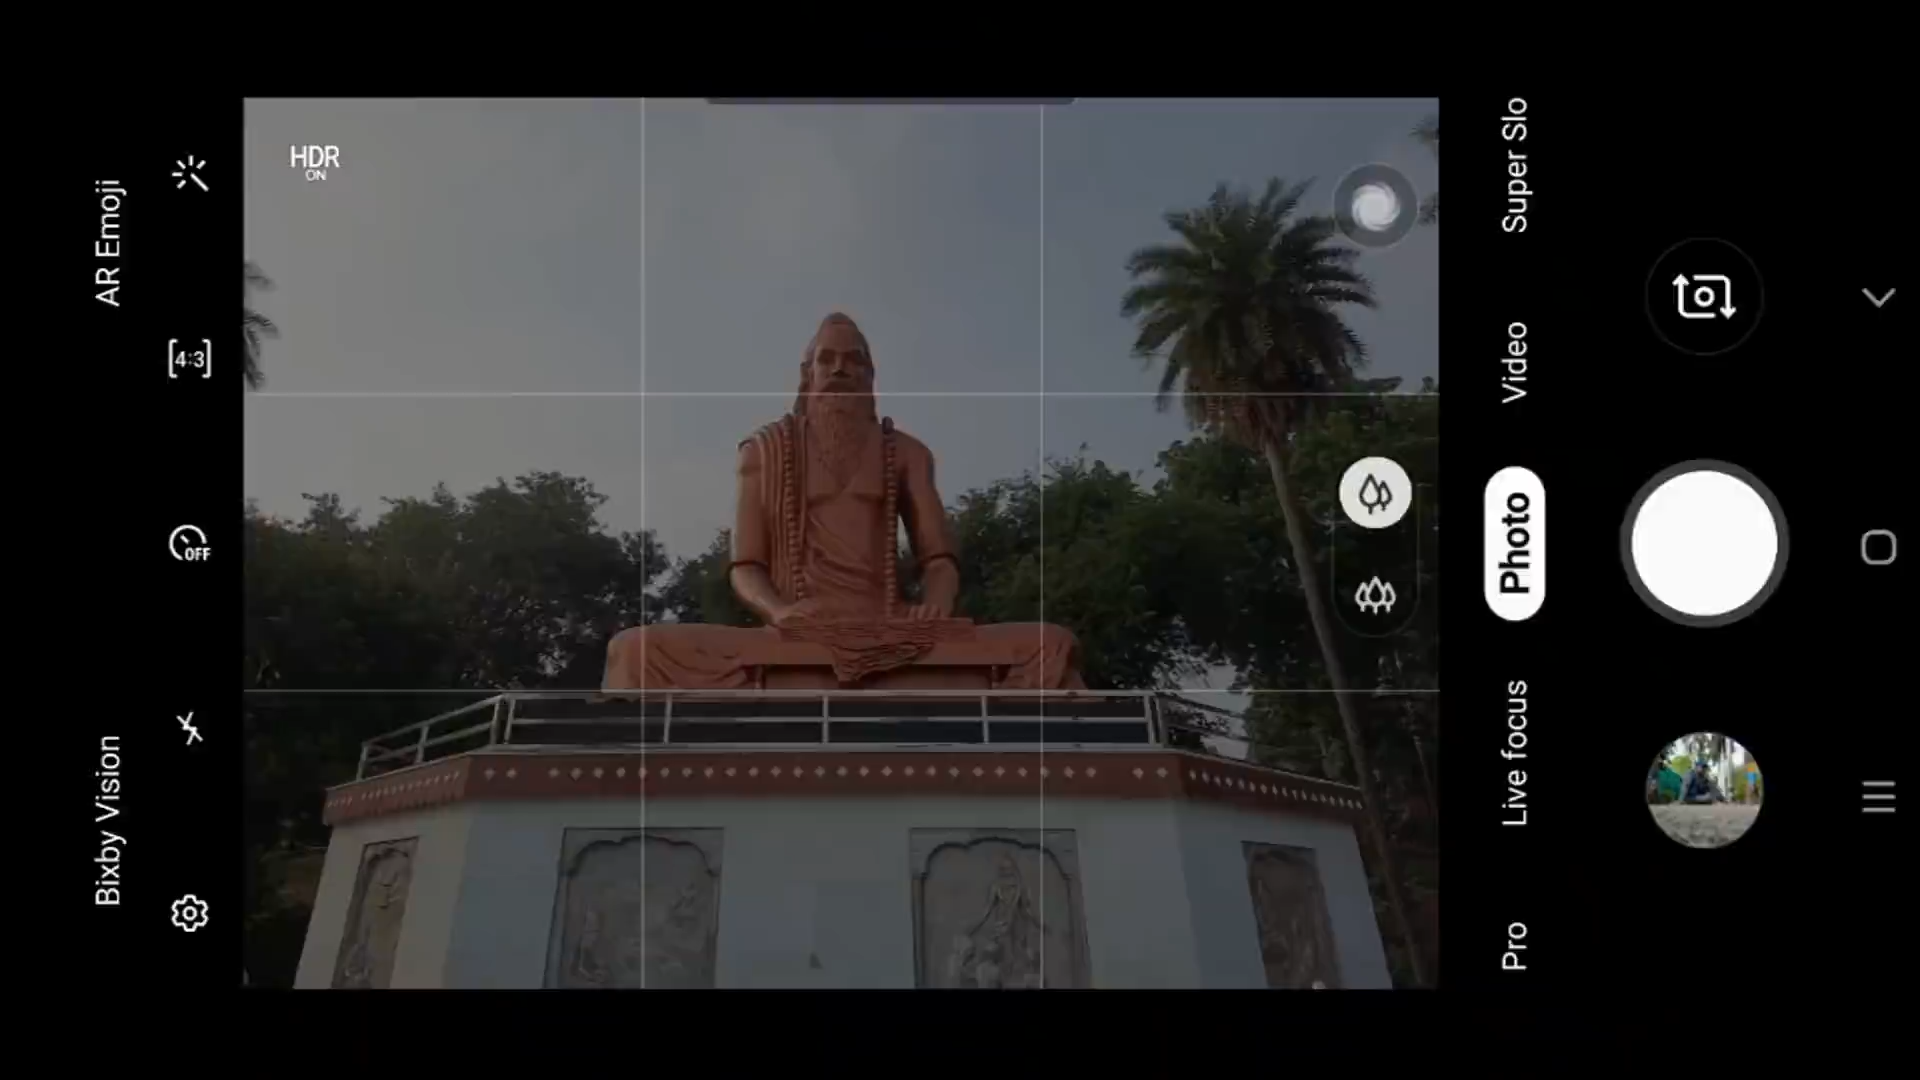 AR Emoji
Bixby Vision
4:3
OFF
HDR
ON
Super Slo
Video
Photo
Live focus
Pro